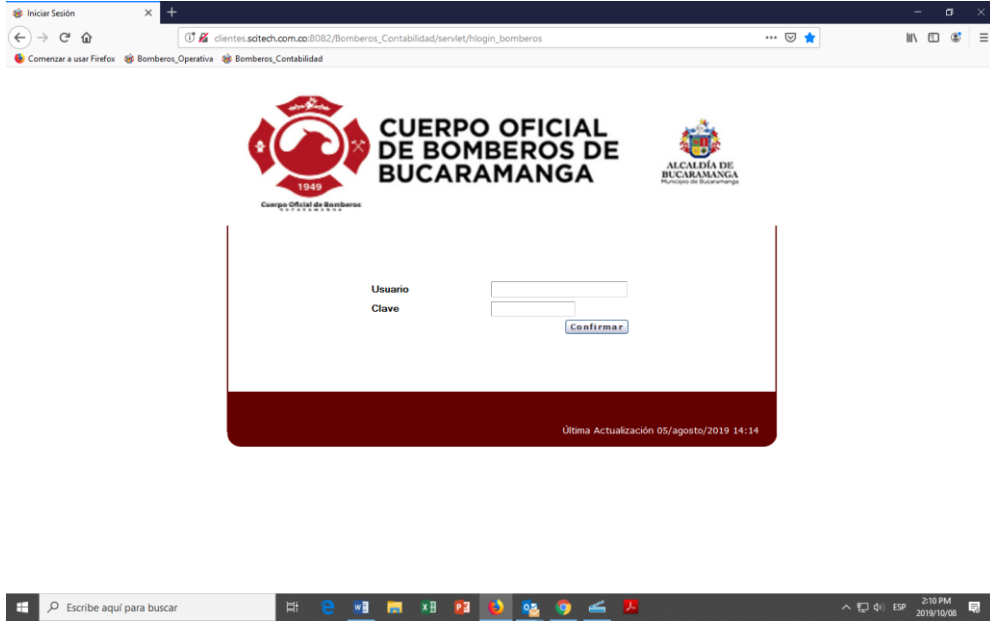 Iniciar Sesión
clientes.scitech.com.co:8082/Bomberos_Contabilidad/servlet/hlogin_bomberos
Comenzar a usar Firefox Bomberos_Operativa Bomberos_Contabilidad
CUERPO OFICIAL
DE BOMBEROS DE
BUCARAMANGA
1949
Cuerpo Oficial de Bomberos
BUCARAMANGA
ALCALDÍA DE
BUCARAMANGA
Municipio de Bucaramanga
Usuario
Clave
Confirmar
Última Actualización 05/agosto/2019 14:14
Escribe aquí para buscar
ESP
2:10 PM
2019/10/08